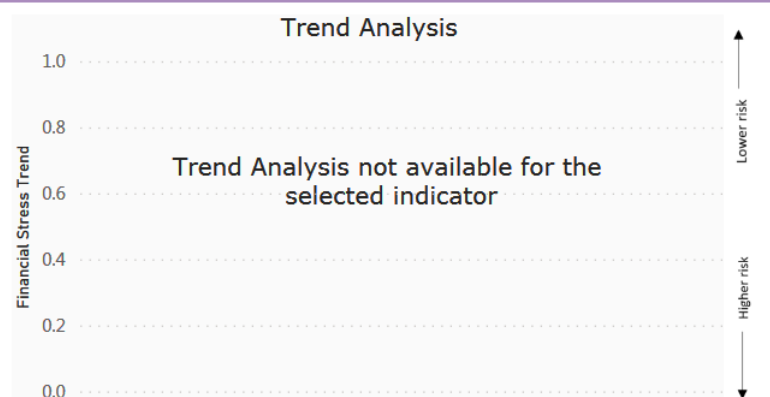 Trend Analysis
1.0
0.8
0.6
0.4
0.2
0.0
Financial Stress Trend
Trend Analysis not available for the
selected indicator
Lower risk
Higher risk